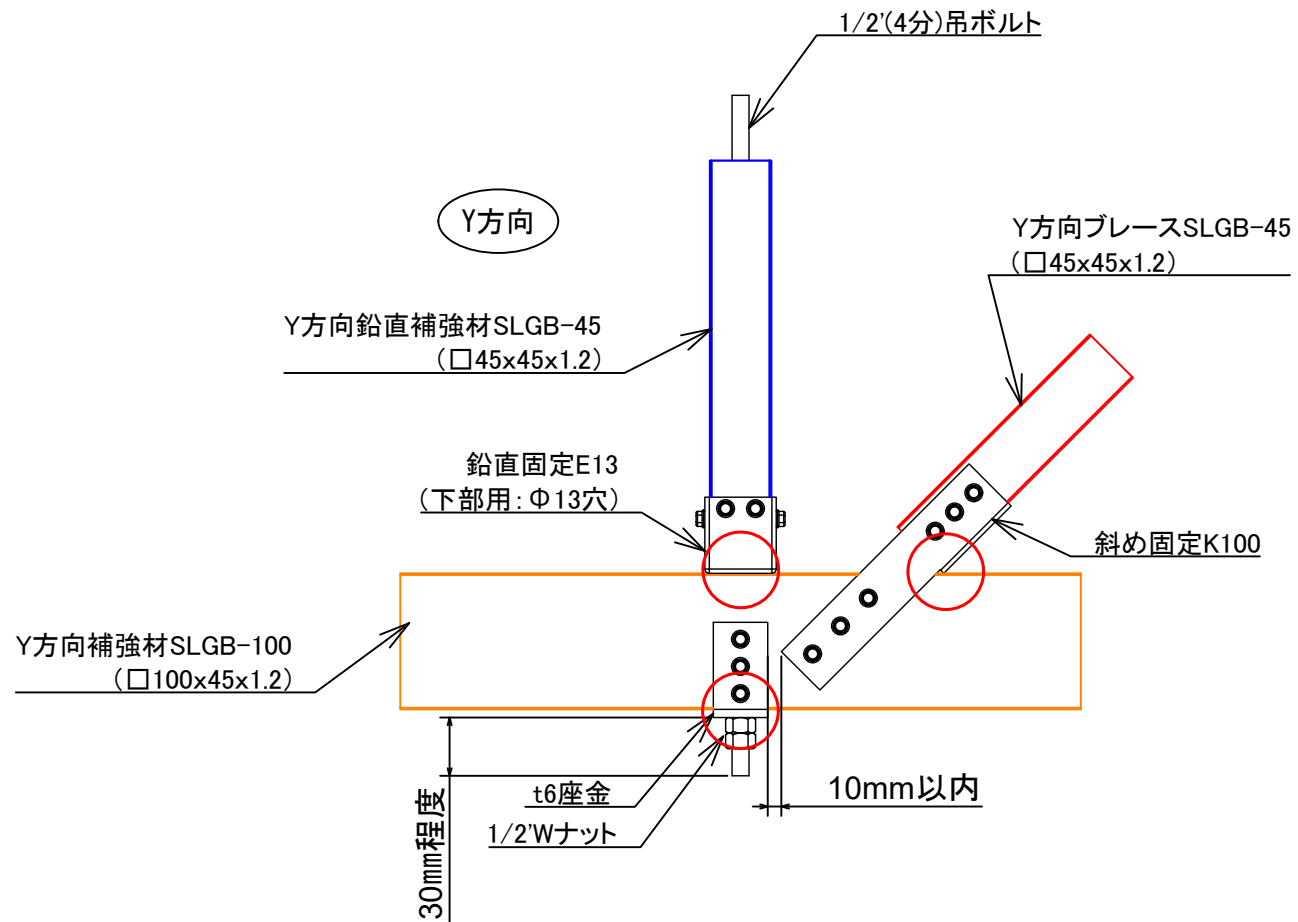 1/2'(4分)吊ボルト
Y方向
Y方向ブレースSLGB-45
(□45x45x1.2)
Y方向鉛直補強材SLGB-45
(□45x45x1.2)
鉛直固定E13
(下部用:Φ13穴)
斜め固定K100
Y方向補強材SLGB-100
(□100x45x1.2)
30mm程度
t6座金
1/2'Wナット
10mm以内